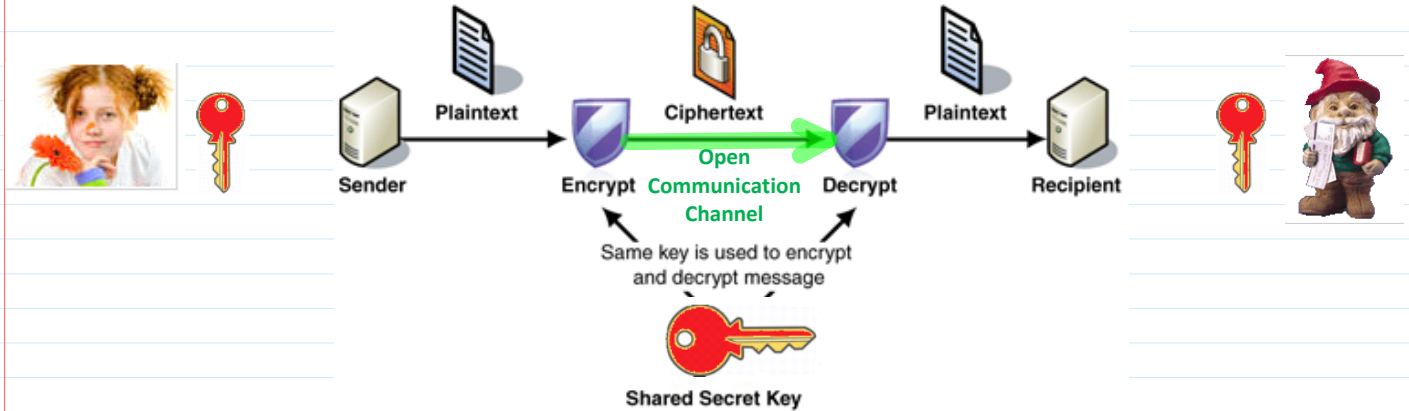 Plaintext
Ciphertext
Plaintext
Sender
Encrypt
Open
Communication
Channel
Decrypt
Recipient
Same key is used to encrypt
and decrypt message
Shared Secret Key